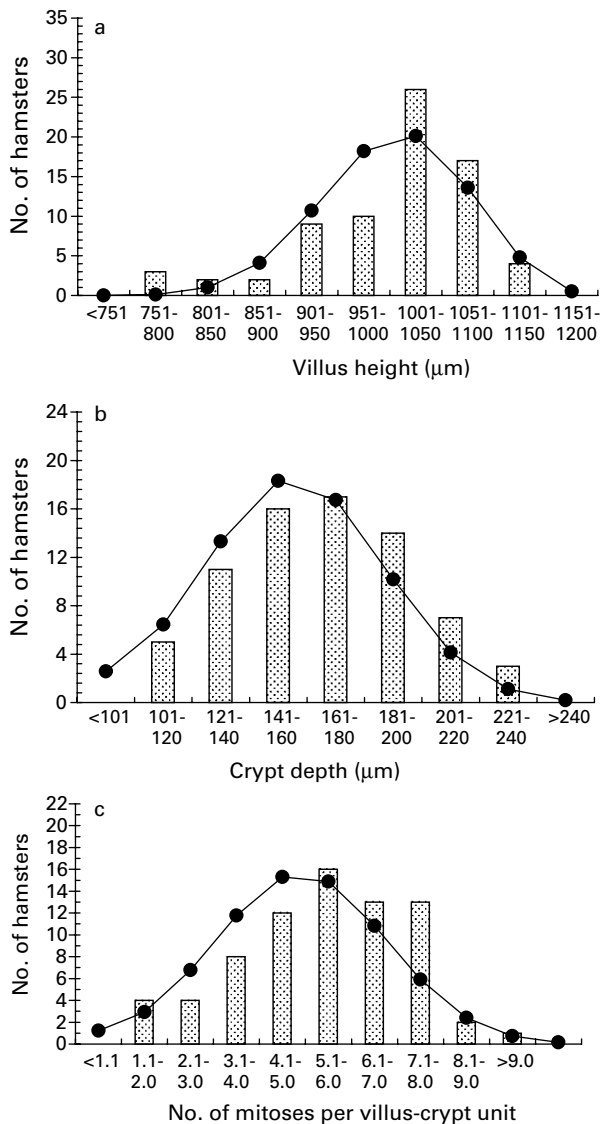 a
35
30
25
20
15
10
5
0
No. of hamsters
<751 751- 801- 851- 901- 951- 1001- 1051- 1101- 1151-
800 850 900 950 1000 1050 1100 1150 1200
Villus height (μm)
b
24
20
16
12
8
4
0
No. of hamsters
<101 101- 121- 141- 161- 181- 201- 221- >240
120 140 160 180 200 220 240
Crypt depth (μm)
c
22
20
18
16
14
12
10
8
6
4
2
0
No. of hamsters
<1.1 1.1- 2.1- 3.1- 4.1- 5.1- 6.1- 7.1- 8.1- >9.0
2.0 3.0 4.0 5.0 6.0 7.0 8.0 9.0
No. of mitoses per villus-crypt unit